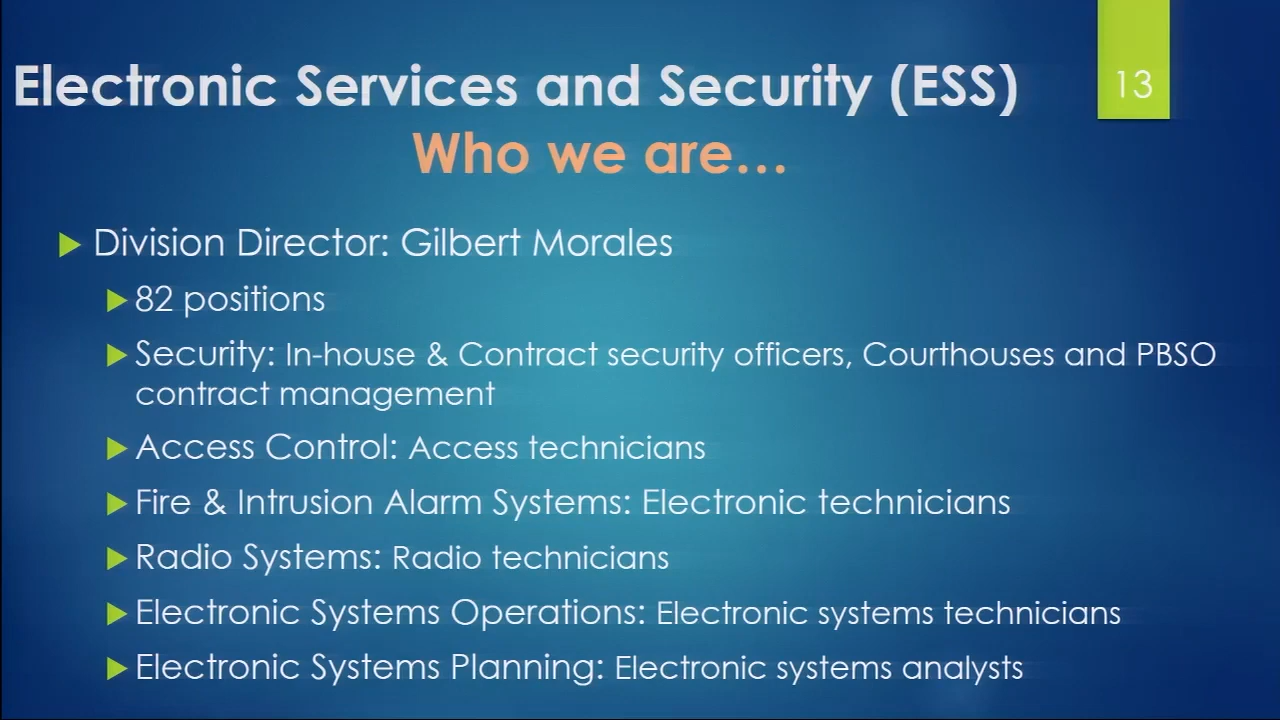 Electronic Services and Security (ESS)
13
Who we are...
Division Director: Gilbert Morales
82 positions
Security: In-house & Contract security officers, Courthouses and PBSO
contract management
Access Control: Access technicians
Fire & Intrusion Alarm Systems: Electronic technicians
Radio Systems: Radio technicians
Electronic Systems Operations: Electronic systems technicians
Electronic Systems Planning: Electronic systems analysts